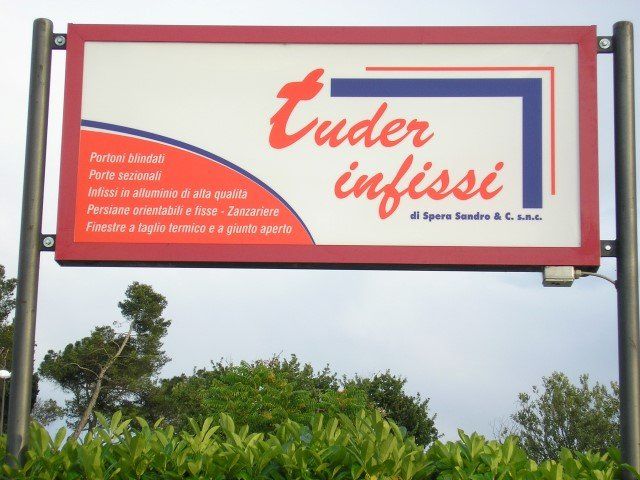 tuder
infissi
di Spera Sandro & C. s.n.c.
Portoni blindati
Porte sezionali
Infissi in alluminio di alta qualità
Persiane orientabili e fisse - Zanzariere
Finestre a taglio termico e a giunto aperto